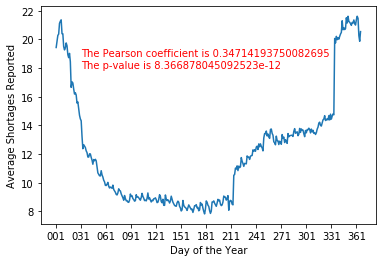 22
20
18
16
14
12
10
8
Average Shortages Reported
The Pearson coefficient is 0.34714193750082695
The p-value is 8.366878045092523e-12
001 031 061 091 121 151 181 211 241 271 301 331 361
Day of the Year